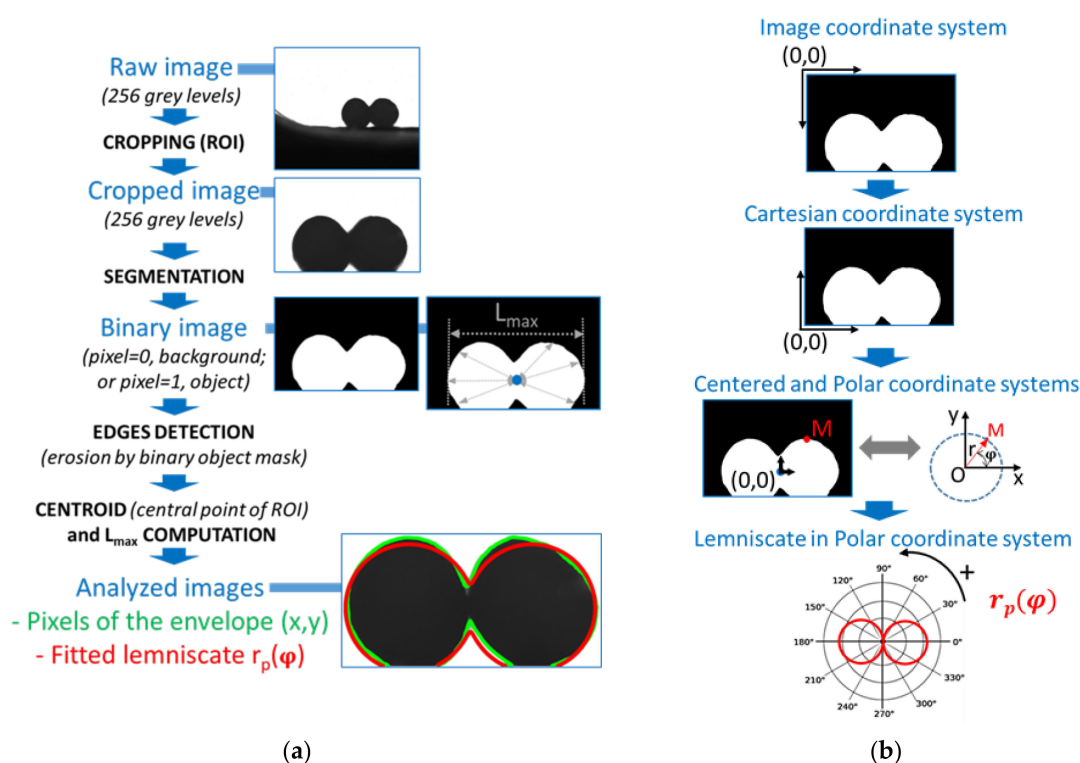 Raw image
(256 grey levels)
CROPPING (ROI)
Cropped image
(256 grey levels)
SEGMENTATION
Binary image
(pixel=0, background;
or pixel=1, object)
Lmax
EDGES DETECTION
(erosion by binary object mask)
CENTROID (central point of ROI)
and Lmax COMPUTATION
Analyzed images
- Pixels of the envelope (x,y)
- Fitted lemniscate rp(φ)
(a)
Image coordinate system
(0,0)
Cartesian coordinate system
(0,0)
Centered and Polar coordinate systems
M
(0,0)
y
M
r
φ
O
x
Lemniscate in Polar coordinate system
+
rp(φ)
90°
120°
60°
150°
30°
180°
0°
210°
330°
240°
300°
270°
(b)